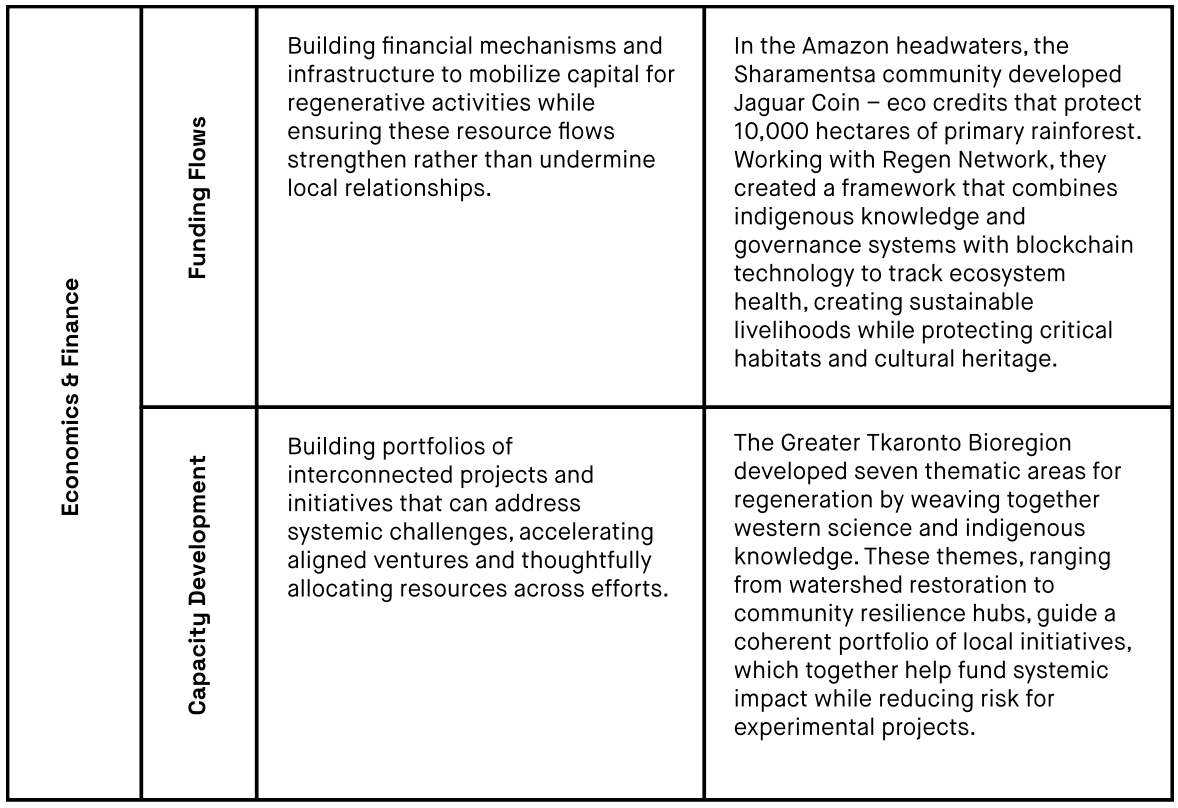 Economics & Finance
Funding Flows
Building financial mechanisms and
infrastructure to mobilize capital for
regenerative activities while
ensuring these resource flows
strengthen rather than undermine
local relationships.
In the Amazon headwaters, the
Sharamentsa community developed
Jaguar Coin – eco credits that protect
10,000 hectares of primary rainforest.
Working with Regen Network, they
created a framework that combines
indigenous knowledge and
governance systems with blockchain
technology to track ecosystem
health, creating sustainable
livelihoods while protecting critical
habitats and cultural heritage.
Capacity Development
Building portfolios of
interconnected projects and
initiatives that can address
systemic challenges, accelerating
aligned ventures and thoughtfully
allocating resources across efforts.
The Greater Tkaronto Bioregion
developed seven thematic areas for
regeneration by weaving together
western science and indigenous
knowledge. These themes, ranging
from watershed restoration to
community resilience hubs, guide a
coherent portfolio of local initiatives,
which together help fund systemic
impact while reducing risk for
experimental projects.